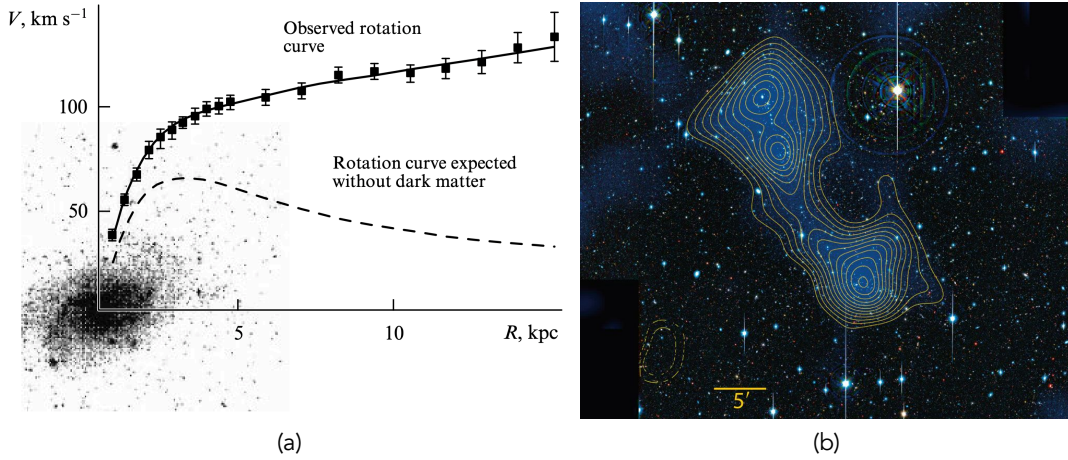 V, km s⁻¹
Observed rotation
curve
100
Rotation curve expected
without dark matter
50
5
10
R, kpc
5′
(a)
(b)